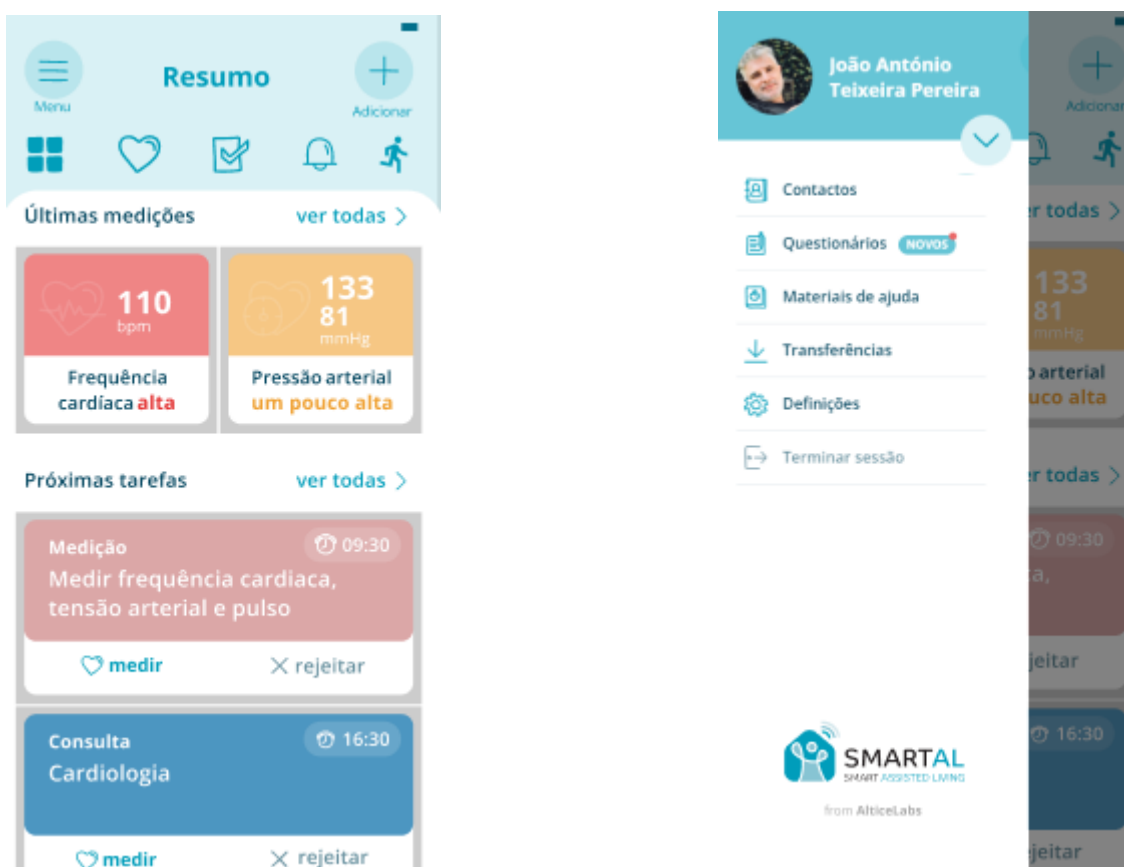 Resumo
Menu
Adicionar
Últimas medições
ver todas
110
bpm
133
81
mmHg
Frequência
cardíaca alta
Pressão arterial
um pouco alta
Próximas tarefas
ver todas
Medição
09:30
Medir frequência cardiaca,
tensão arterial e pulso
medir
rejeitar
Consulta
16:30
Cardiologia
medir
rejeitar
João António
Teixeira Pereira
Contactos
Questionários NOVOS
Materiais de ajuda
Transferências
Definições
Terminar sessão
SMARTAL
SMART ASSISTED LIVING
from AlticeLabs
Adicionar
er todas
133
81
mmHg
o arterial
uco alta
er todas
09:30
a,
jeitar
16:30
jeitar